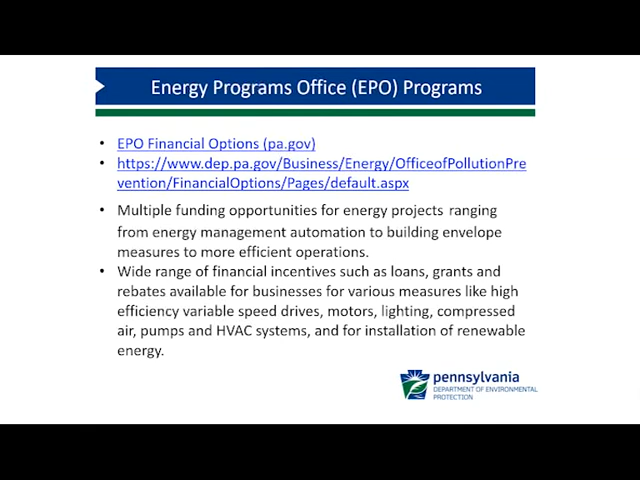 Energy Programs Office (EPO) Programs
• EPO Financial Options (pa.gov)
• https://www.dep.pa.gov/Business/Energy/OfficeofPollutionPre
vention/FinancialOptions/Pages/default.aspx
• Multiple funding opportunities for energy projects ranging
from energy management automation to building envelope
measures to more efficient operations.
• Wide range of financial incentives such as loans, grants and
rebates available for businesses for various measures like high
efficiency variable speed drives, motors, lighting, compressed
air, pumps and HVAC systems, and for installation of renewable
energy.
pennsylvania
DEPARTMENT OF ENVIRONMENTAL
PROTECTION